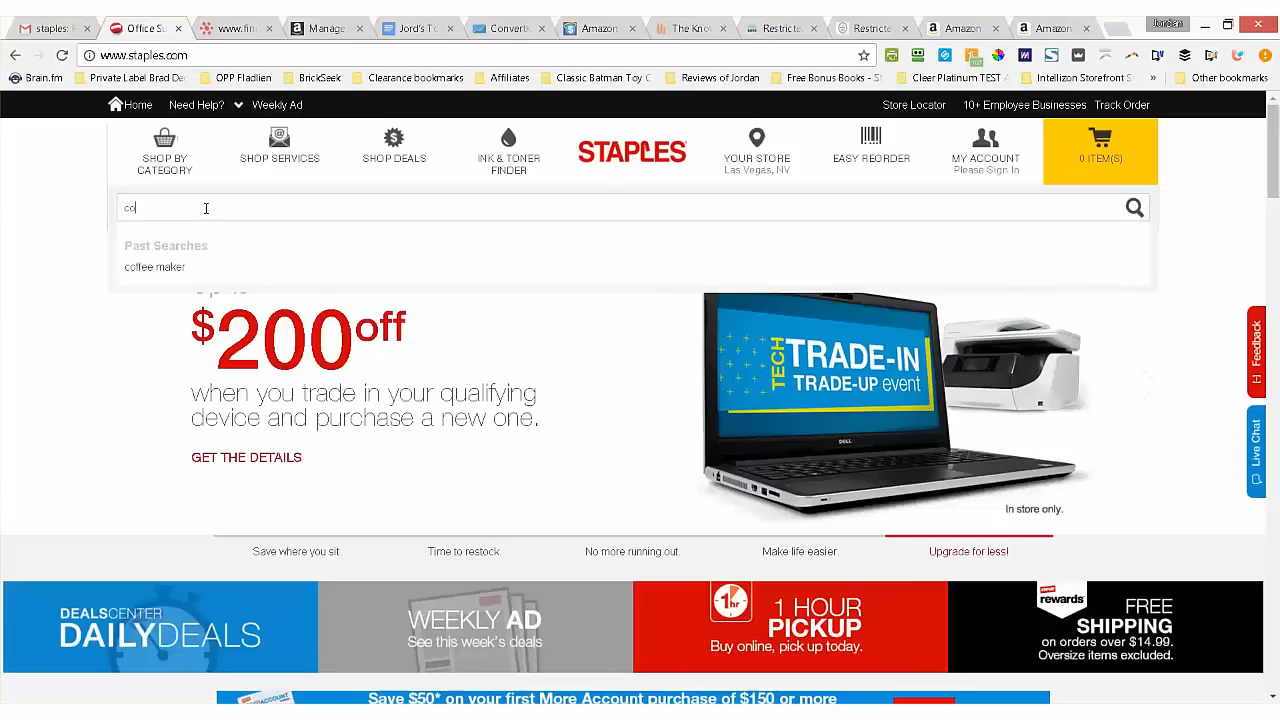 staples: F
Office Su
www.fin
Manage
Jord's Te
Convertk
Amazon
The Kno
Restricte
Restricte
Amazon
Amazon
Jordan
www.staples.com
Brain.fm
Private Label Brad De
OPP Fladlien
BrickSeek
Clearance bookmarks
Affiliates
Classic Batman Toy C
Reviews of Jordan
Free Bonus Books - S
Cleer Platinum TEST A
Intellizon Storefront S
»
Other bookmarks
Home
Need Help?
Weekly Ad
Store Locator
10+ Employee Businesses
Track Order
SHOP BY
CATEGORY
SHOP SERVICES
SHOP DEALS
INK & TONER
FINDER
STAPLES
YOUR STORE
Las Vegas, NV
EASY REORDER
MY ACCOUNT
Please Sign In
0 ITEM(S)
co
Past Searches
coffee maker
$200off
when you trade in your qualifying
device and purchase a new one.
GET THE DETAILS
TECH
TRADE-IN
TRADE-UP event
DELL
In store only.
Save where you sit.
Time to restock.
No more running out.
Make life easier.
Upgrade for less!
DEALSCENTER
DAILYDEALS
WEEKLY AD
See this week's deals
1hr
1 HOUR
PICKUP
Buy online, pick up today.
rewards
FREE
SHIPPING
on orders over $14.99.
Oversize items excluded.
Save $50* on your first More Account purchase of $150 or more
Feedback
Live Chat